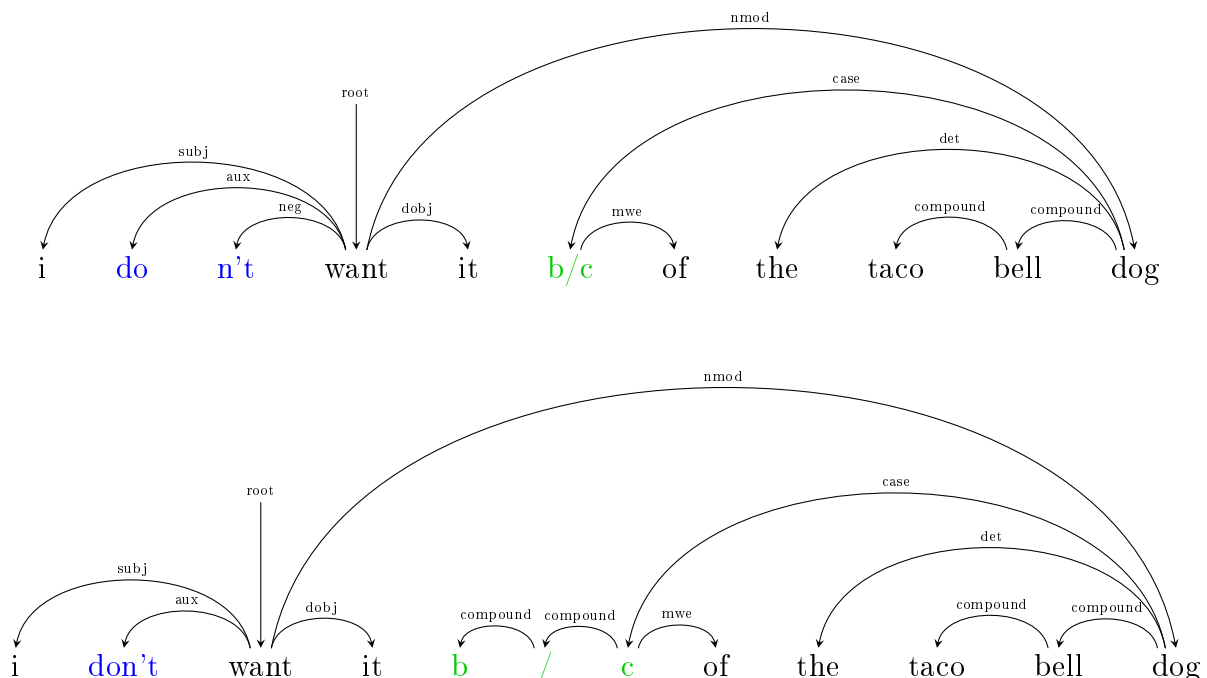 nmod
case
root
det
subj
aux
neg dobj mwe compound compound
i do n't want it b/c of the taco bell dog
nmod
case
root
det
subj
aux dobj compound compound mwe compound compound
i don't want it b / c of the taco bell dog